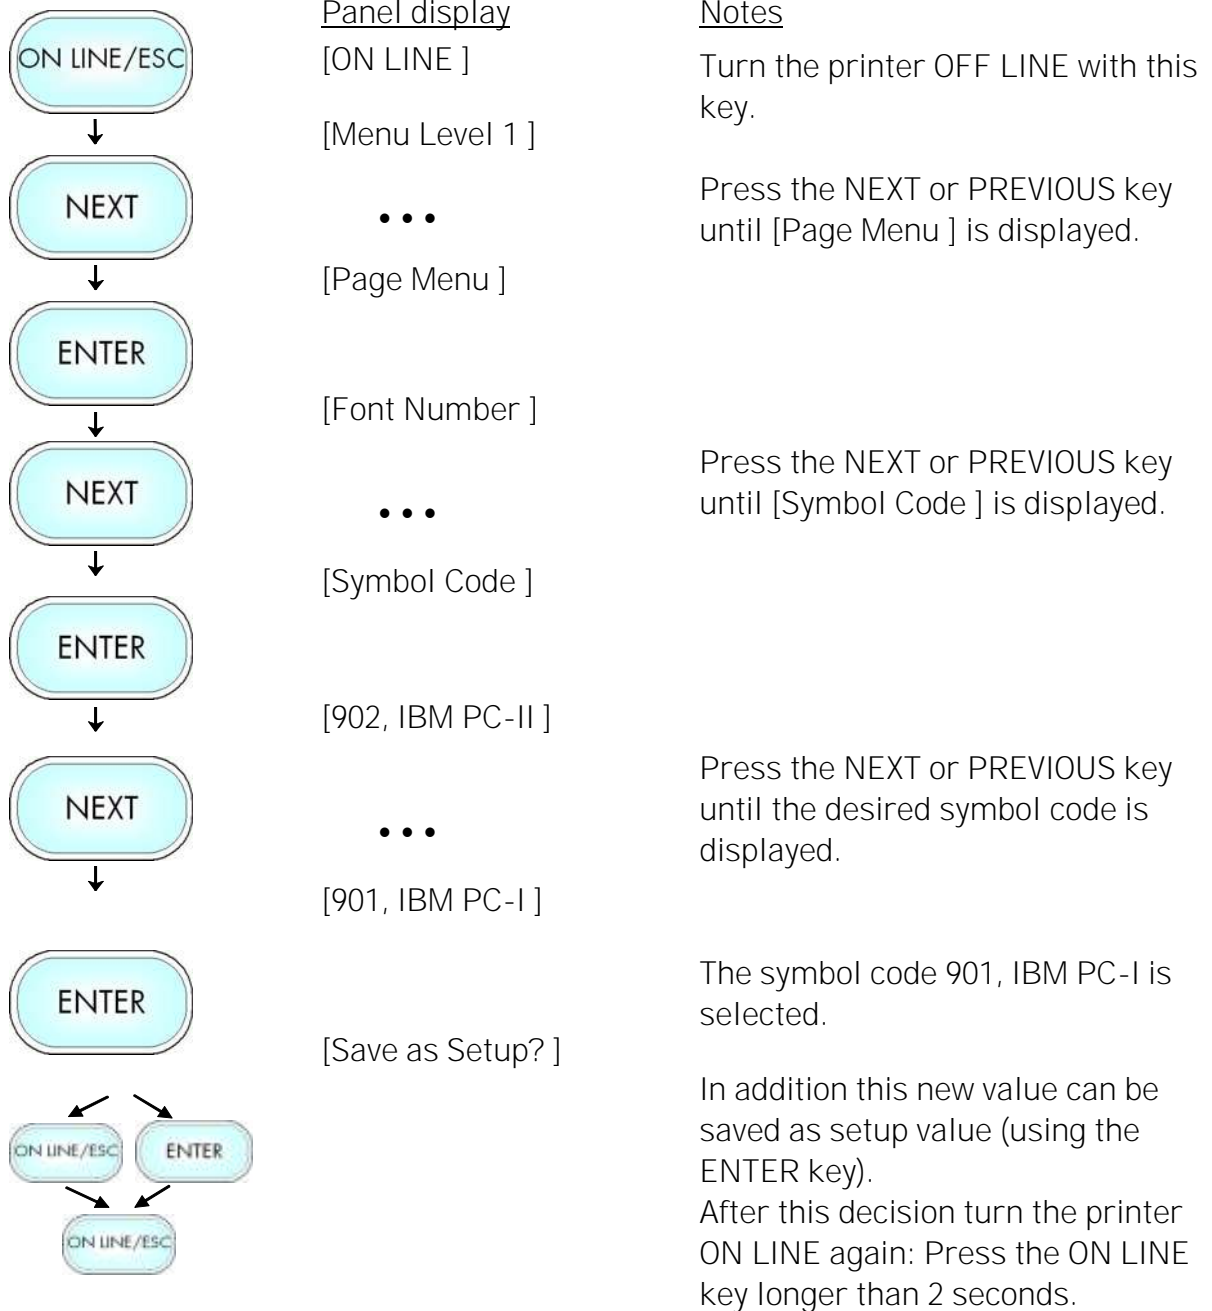 Panel display
Notes
ON LINE/ESC
[ON LINE ]
Turn the printer OFF LINE with this
key.
[Menu Level 1 ]
NEXT
...
Press the NEXT or PREVIOUS key
until [Page Menu ] is displayed.
[Page Menu ]
ENTER
[Font Number ]
NEXT
...
Press the NEXT or PREVIOUS key
until [Symbol Code ] is displayed.
[Symbol Code ]
ENTER
[902, IBM PC-II ]
NEXT
...
Press the NEXT or PREVIOUS key
until the desired symbol code is
displayed.
[901, IBM PC-I ]
ENTER
The symbol code 901, IBM PC-I is
selected.
[Save as Setup? ]
ON LINE/ESC
ENTER
In addition this new value can be
saved as setup value (using the
ENTER key).
ON LINE/ESC
After this decision turn the printer
ON LINE again: Press the ON LINE
key longer than 2 seconds.